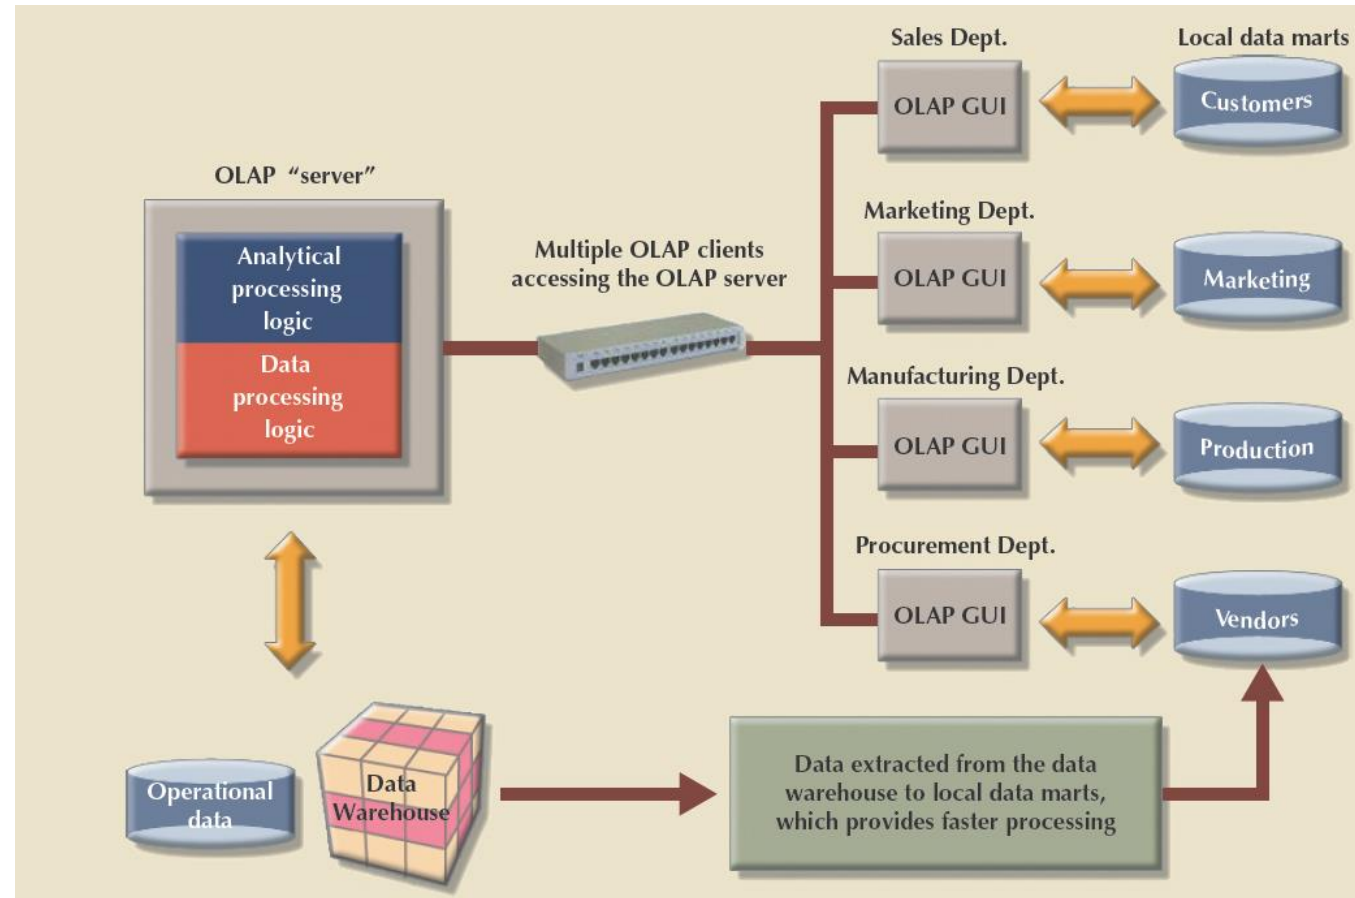 Sales Dept.
Local data marts
OLAP GUI
Customers
OLAP “server”
Analytical
processing
logic
Data
processing
logic
Multiple OLAP clients
accessing the OLAP server
Marketing Dept.
OLAP GUI
Marketing
Manufacturing Dept.
OLAP GUI
Production
Procurement Dept.
OLAP GUI
Vendors
Operational
data
Data
Warehouse
Data extracted from the data
warehouse to local data marts,
which provides faster processing